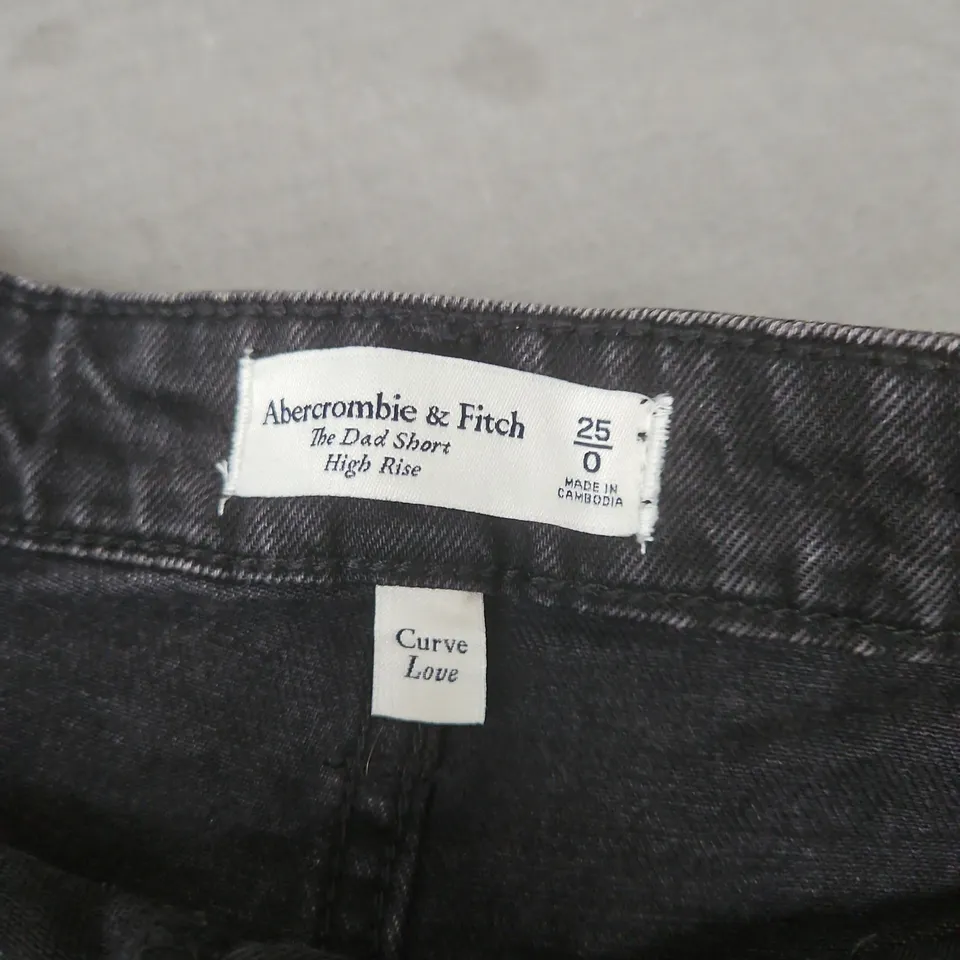 Abercrombie & Fitch
The Dad Short
High Rise
25
0
MADE IN
CAMBODIA
Curve
Love